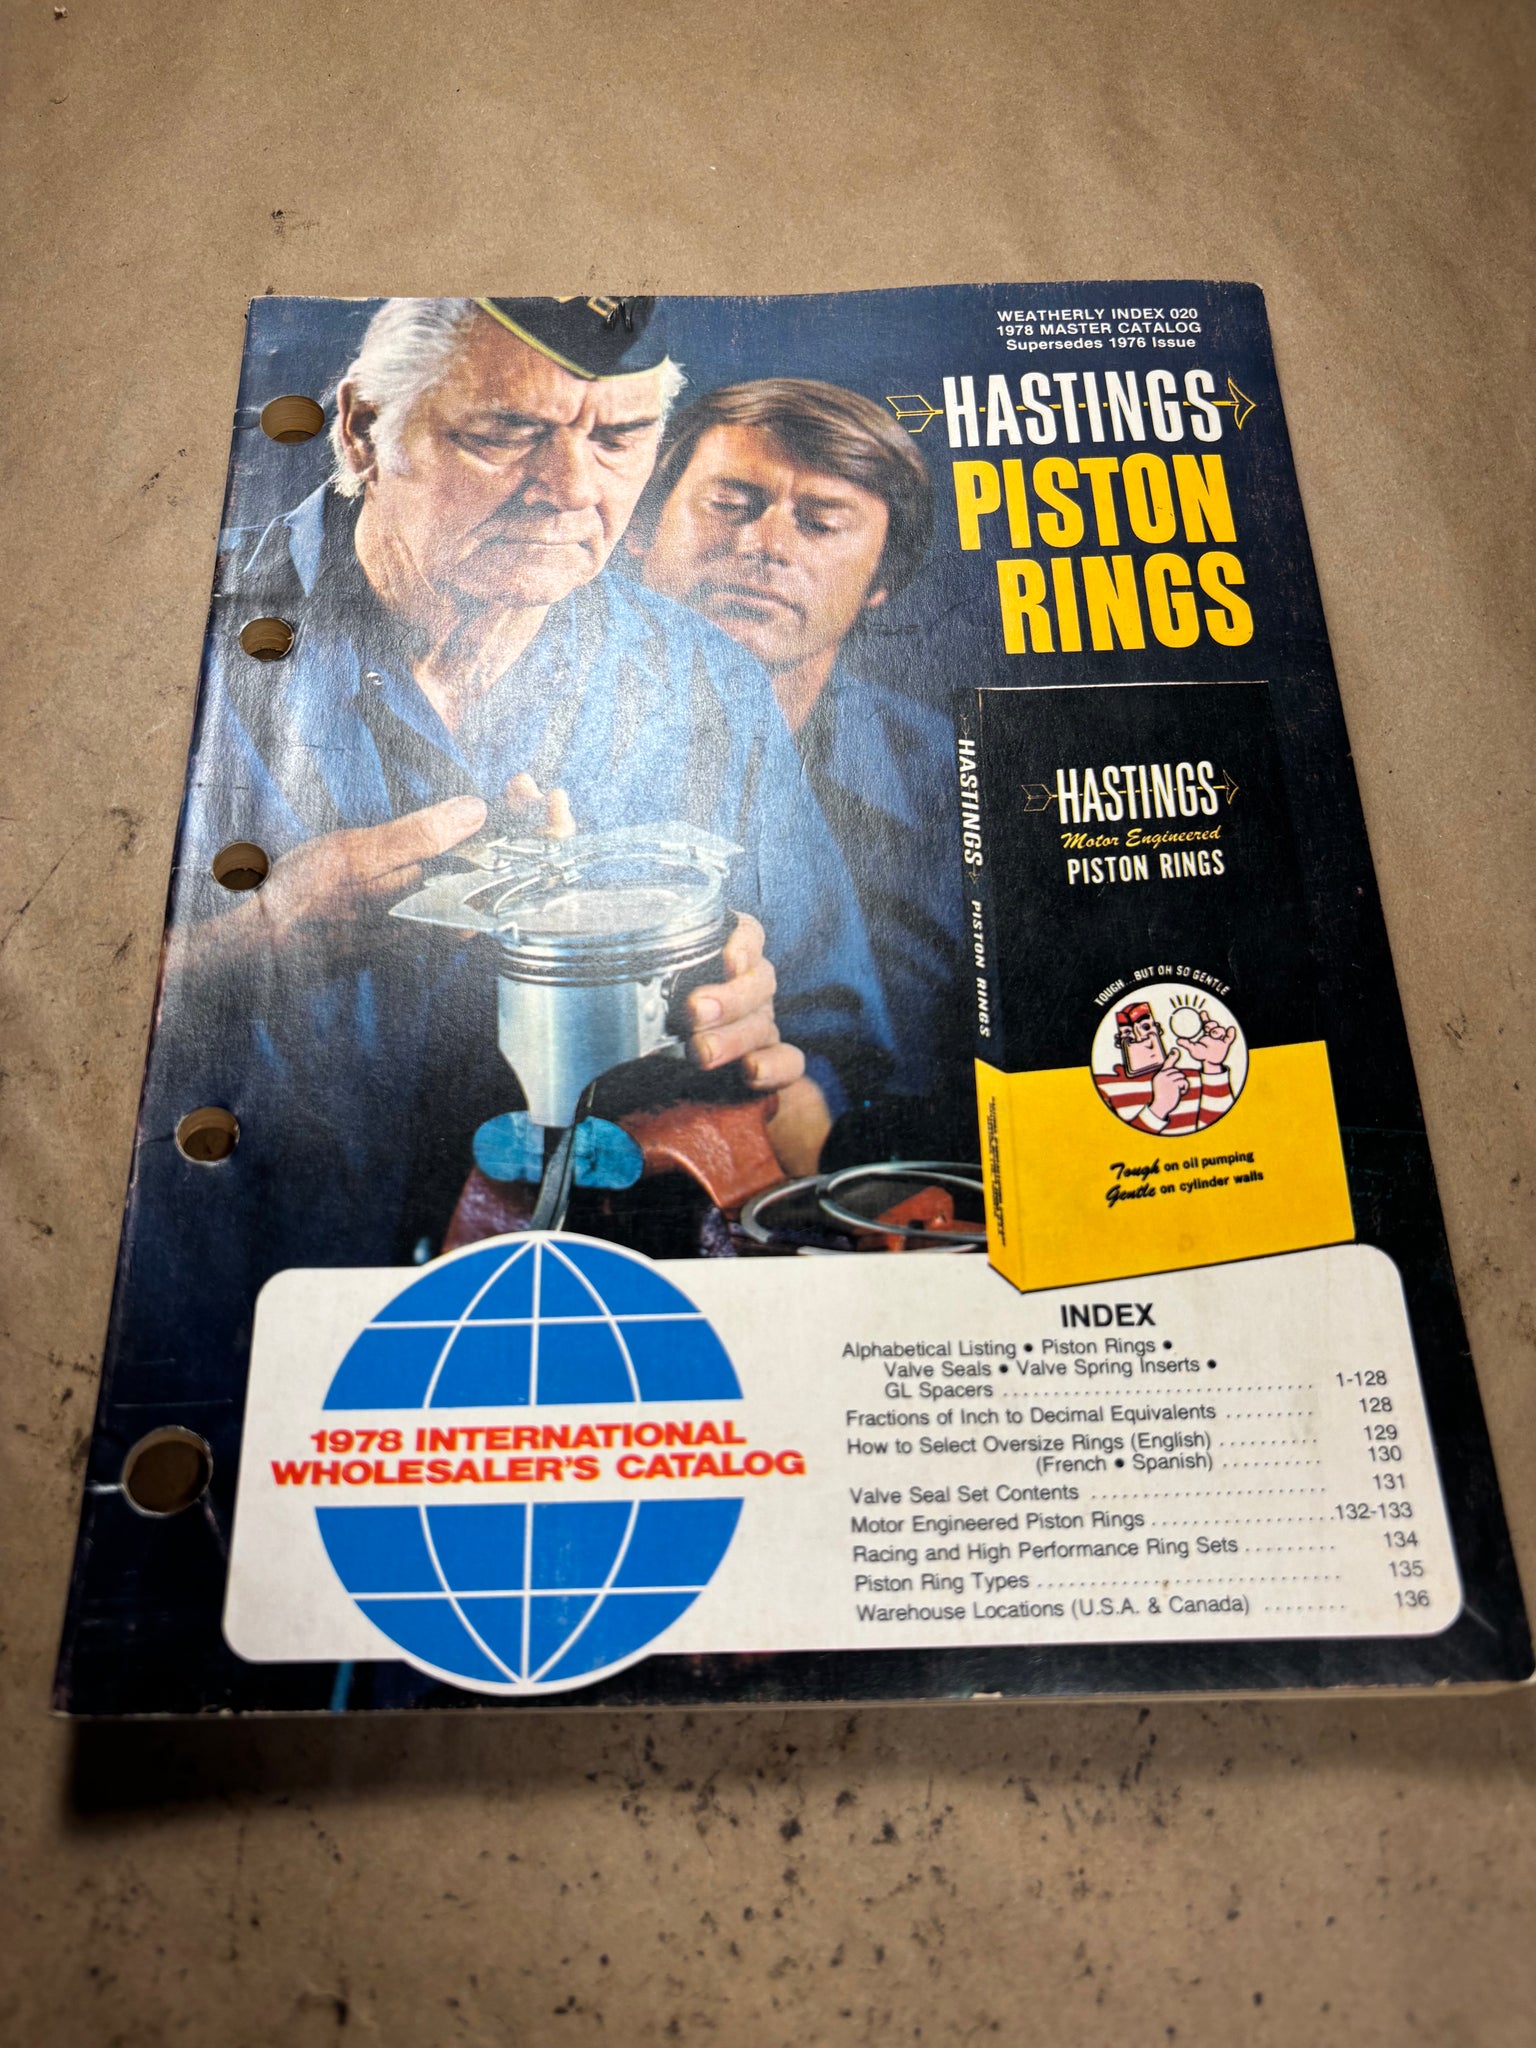 WEATHERLY INDEX 020
1978 MASTER CATALOG
Supersedes 1976 Issue
HASTINGS
PISTON
RINGS
HASTINGS PISTON RINGS
HASTINGS
Motor Engineered
PISTON RINGS
TOUGH...BUT OH SO GENTLE
Tough on oil pumping
Gentle on cylinder walls
1978 INTERNATIONAL
WHOLESALER'S CATALOG
INDEX
Alphabetical Listing • Piston Rings •
Valve Seals • Valve Spring Inserts •
GL Spacers .............................. 1-128
Fractions of Inch to Decimal Equivalents ......... 128
How to Select Oversize Rings (English) .......... 129
(French • Spanish) .......... 130
Valve Seal Set Contents ........................ 131
Motor Engineered Piston Rings ...................132-133
Racing and High Performance Ring Sets ......... 134
Piston Ring Types ............................... 135
Warehouse Locations (U.S.A. & Canada) ........ 136